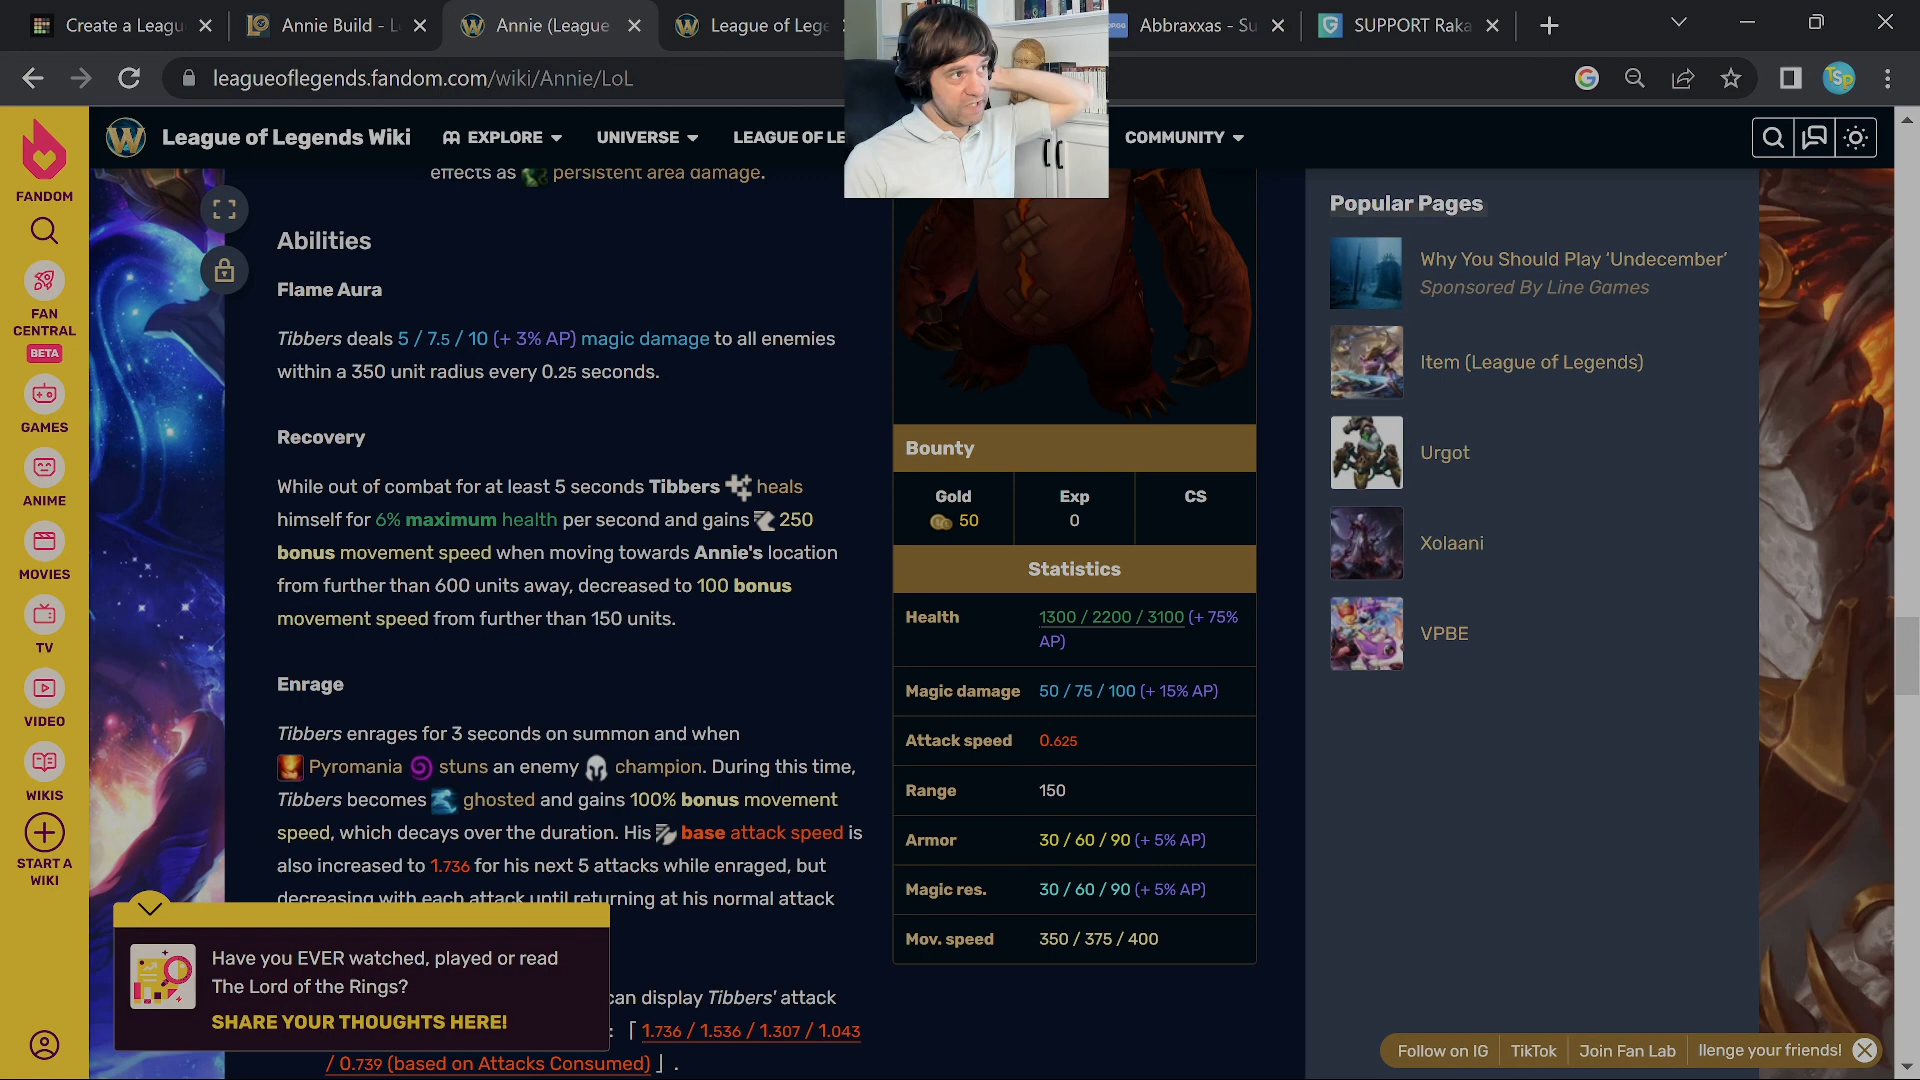 Create a Leagu
Annie Build - L
Annie (League
League of Lege
Abbraxxas - Su
SUPPORT Raka
leagueoflegends.fandom.com/wiki/Annie/LoL
TSP
League of Legends Wiki
EXPLORE
UNIVERSE
LEAGUE OF LE
COMMUNITY
FANDOM
FAN CENTRAL
BETA
GAMES
ANIME
MOVIES
TV
VIDEO
WIKIS
START A WIKI
effects as persistent area damage.
Abilities
Flame Aura
Tibbers deals 5 / 7.5 / 10 (+ 3% AP) magic damage to all enemies
within a 350 unit radius every 0.25 seconds.
Recovery
While out of combat for at least 5 seconds Tibbers heals
himself for 6% maximum health per second and gains 250
bonus movement speed when moving towards Annie's location
from further than 600 units away, decreased to 100 bonus
movement speed from further than 150 units.
Enrage
Tibbers enrages for 3 seconds on summon and when
Pyromania stuns an enemy champion. During this time,
Tibbers becomes ghosted and gains 100% bonus movement
speed, which decays over the duration. His base attack speed is
also increased to 1.736 for his next 5 attacks while enraged, but
decreasing with each attack until returning at his normal attack
can display Tibbers' attack
: [ 1.736 / 1.536 / 1.307 / 1.043
/ 0.739 (based on Attacks Consumed) ] .
Have you EVER watched, played or read
The Lord of the Rings?
SHARE YOUR THOUGHTS HERE!
Bounty
Gold Exp CS
50 0
Statistics
Health 1300 / 2200 / 3100 (+ 75%
AP)
Magic damage 50 / 75 / 100 (+ 15% AP)
Attack speed 0.625
Range 150
Armor 30 / 60 / 90 (+ 5% AP)
Magic res. 30 / 60 / 90 (+ 5% AP)
Mov. speed 350 / 375 / 400
Popular Pages
Why You Should Play ‘Undecember’
Sponsored By Line Games
Item (League of Legends)
Urgot
Xolaani
VPBE
Follow on IG
TikTok
Join Fan Lab
llenge your friends!